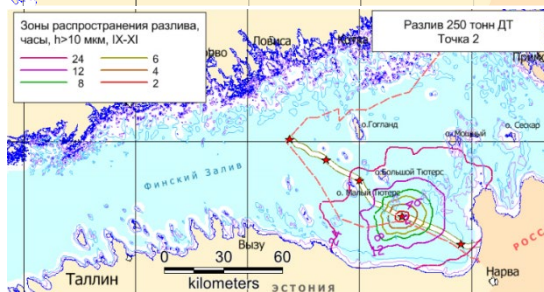 Зоны распространения разлива,
часы, h>10 мкм, IX-XI
24 6
12 4
8 2
Разлив 250 тонн ДТ
Точка 2
Ловиса
Котка
о.Гогланд
о.Мощный
о. Сескар
о.Большой Тютерс
о. Малый Тютерс
Финский Залив
24
Вызу
0 30 60
kilometers
Таллин
ЭСТОНИЯ
Нарва